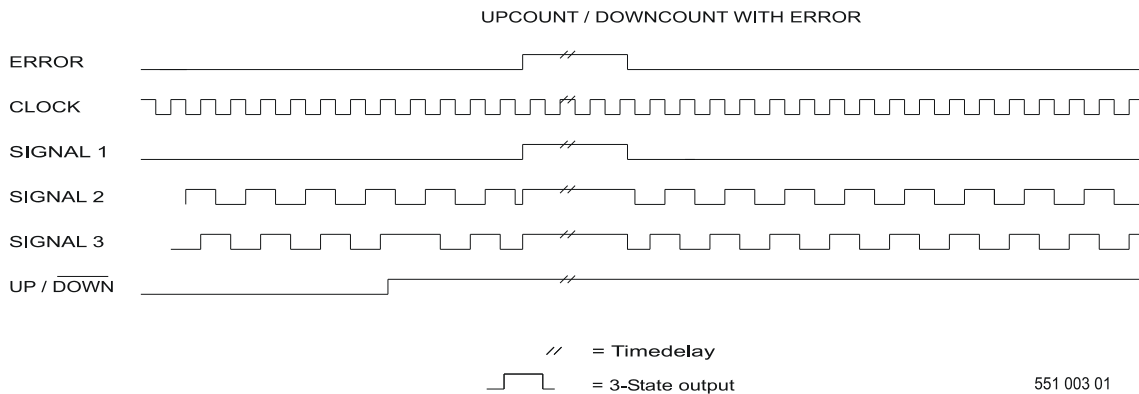 UPCOUNT / DOWNCOUNT WITH ERROR
ERROR
CLOCK
SIGNAL 1
SIGNAL 2
SIGNAL 3
UP / DOWN
// = Timedelay
= 3-State output
551 003 01